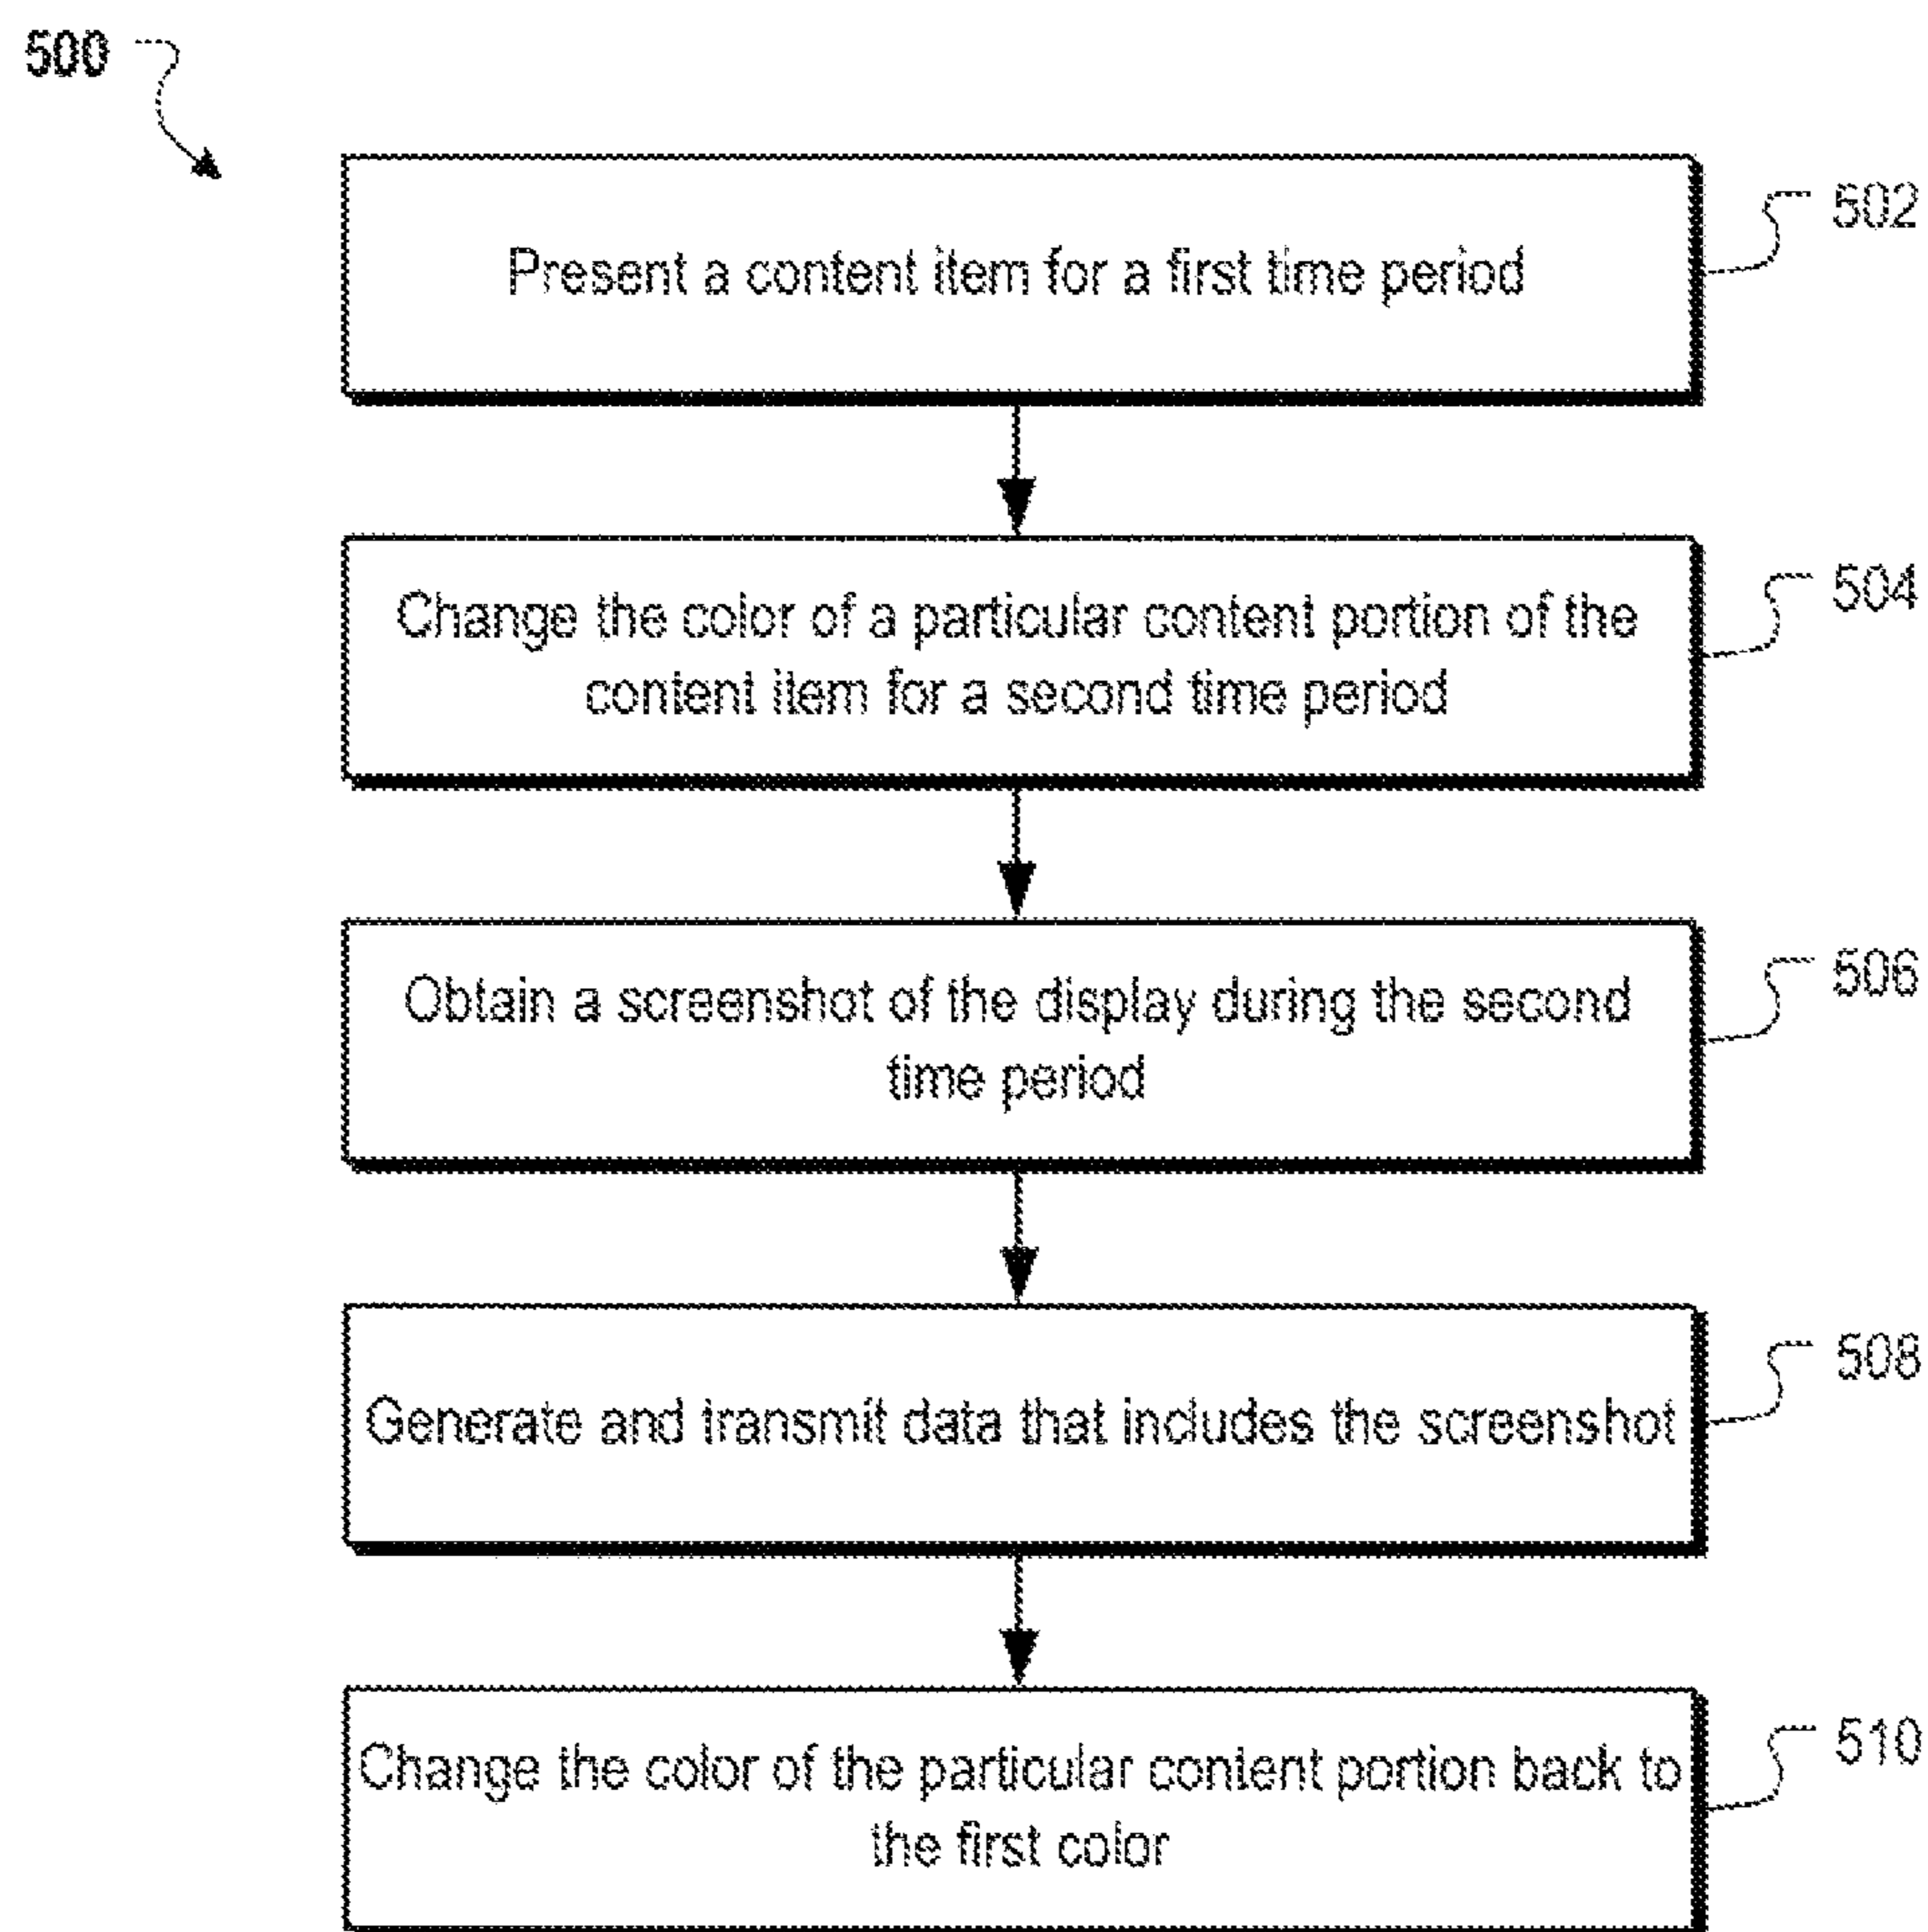 500
502
Present a content item for a first time period
504
Change the color of a particular content portion of the
content item for a second time period
506
Obtain a screenshot of the display during the second
time period
508
Generate and transmit data that includes the screenshot
510
Change the color of the particular content portion back to
the first color